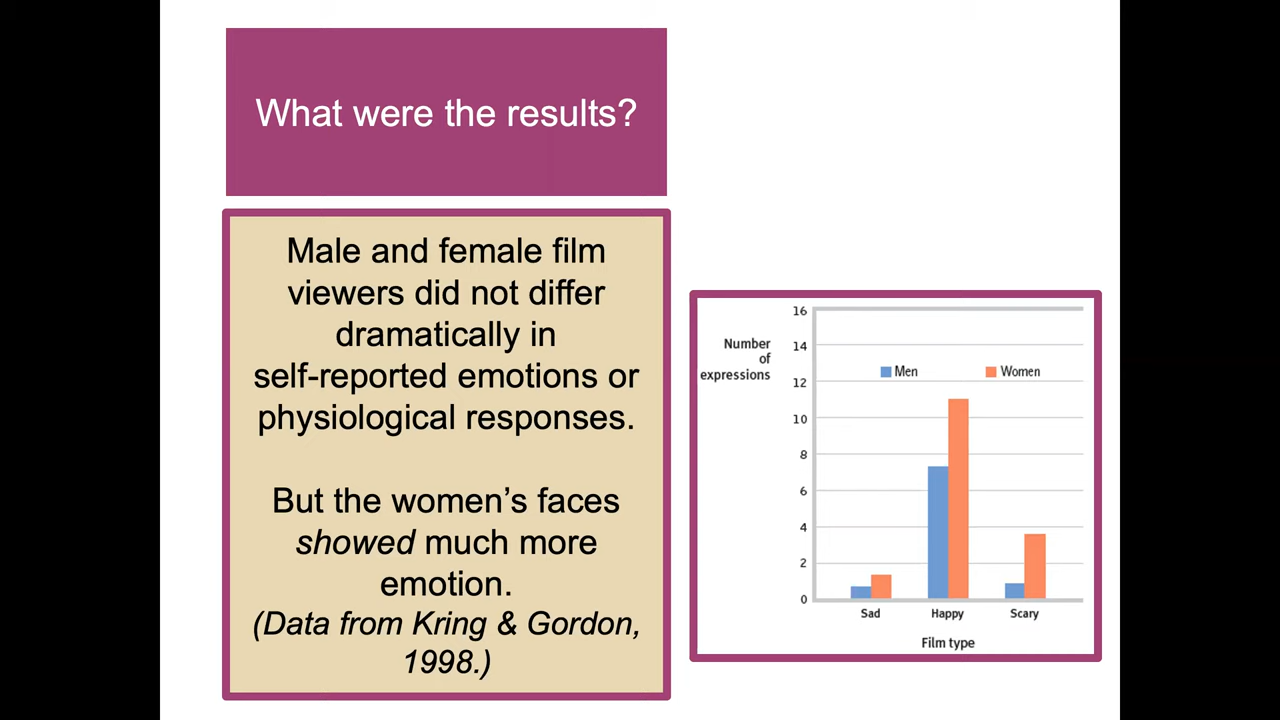 What were the results?
Male and female film
viewers did not differ
dramatically in
self-reported emotions or
physiological responses.
But the women’s faces
showed much more
emotion.
(Data from Kring & Gordon,
1998.)
Number
of
expressions
16
14
12
10
8
6
4
2
0
Men
Women
Sad
Happy
Scary
Film type